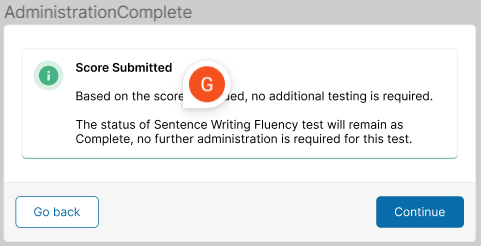 AdministrationComplete
Score Submitted
Based on the score G ed, no additional testing is required.
The status of Sentence Writing Fluency test will remain as
Complete, no further administration is required for this test.
Go back
Continue